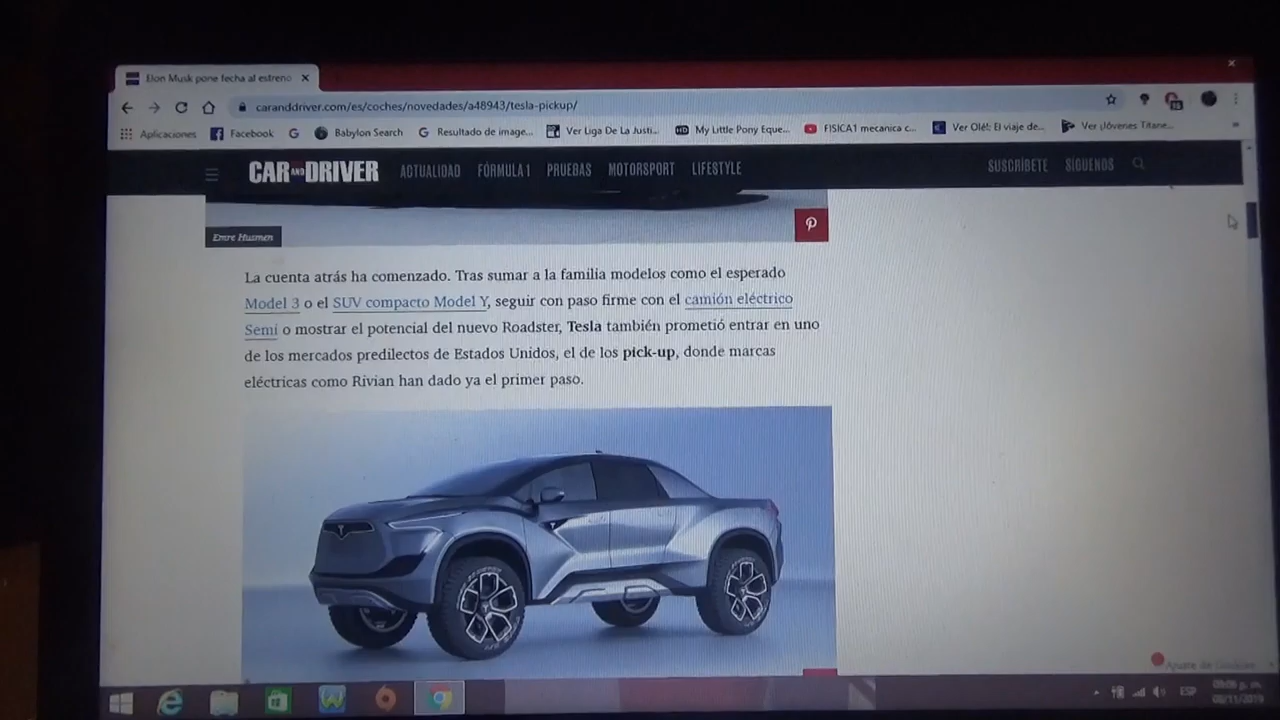 Elon Musk pone fecha al estreno
caranddriver.com/es/coches/novedades/a48943/tesla-pickup/
Aplicaciones Facebook Babylon Search Resultado de image... Ver Liga De La Justi... My Little Pony Eque... FISICA1 mecanica c... Ver Olé!: El viaje de... Ver ¡Jóvenes Titane...
CAR AND DRIVER ACTUALIDAD FÓRMULA 1 PRUEBAS MOTORSPORT LIFESTYLE SUSCRÍBETE SÍGUENOS
Emre Husmen
La cuenta atrás ha comenzado. Tras sumar a la familia modelos como el esperado
Model 3 o el SUV compacto Model Y, seguir con paso firme con el camión eléctrico
Semi o mostrar el potencial del nuevo Roadster, Tesla también prometió entrar en uno
de los mercados predilectos de Estados Unidos, el de los pick-up, donde marcas
eléctricas como Rivian han dado ya el primer paso.
ESP